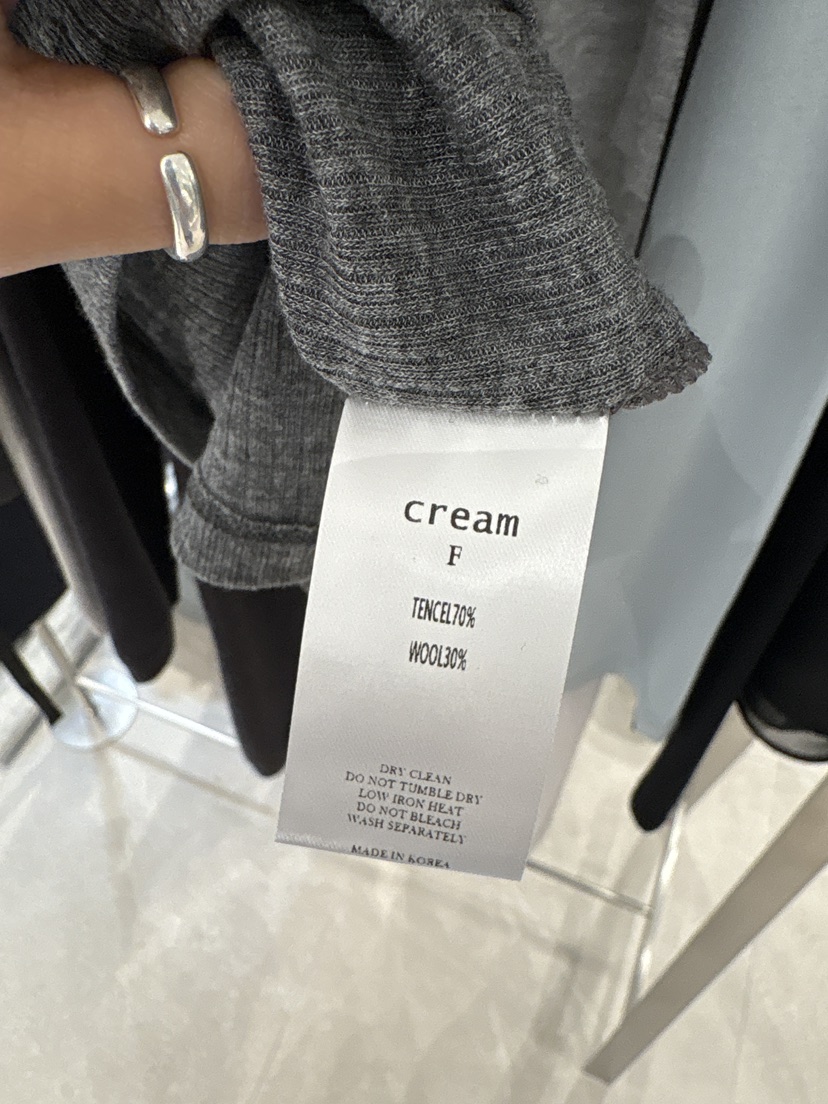 cream
F
TENCEL70%
WOOL30%
DRY CLEAN
DO NOT TUMBLE DRY
LOW IRON HEAT
DO NOT BLEACH
WASH SEPARATELY
MADE IN KOREA